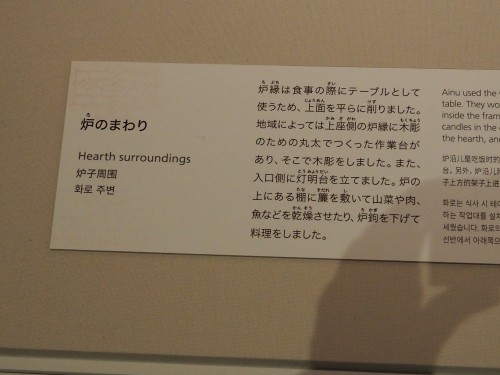 炉のまわり
Hearth surroundings
炉子周围
화로 주변
炉縁は食事の際にテーブルとして
使うため、上面を平らに削りました。
地域によっては上座側の炉縁に木彫
のための丸太でつくった作業台が
があり、そこで木彫をしました。また、
入口側に灯明台を立てました。炉の
上にある棚に簾を敷いて山菜や肉、
魚などを乾燥させたり、炉鉤を下げて
料理をしました。
Ainu used the
table. They wo
inside the fram
candles in the
the hearth, an
炉沿儿是吃饭时的
台。另外，炉沿儿
子上方的架子上进
화로는 식사 시 테
하는 작업대를 설치
세웠습니다. 화로의
선반에서 아래쪽으